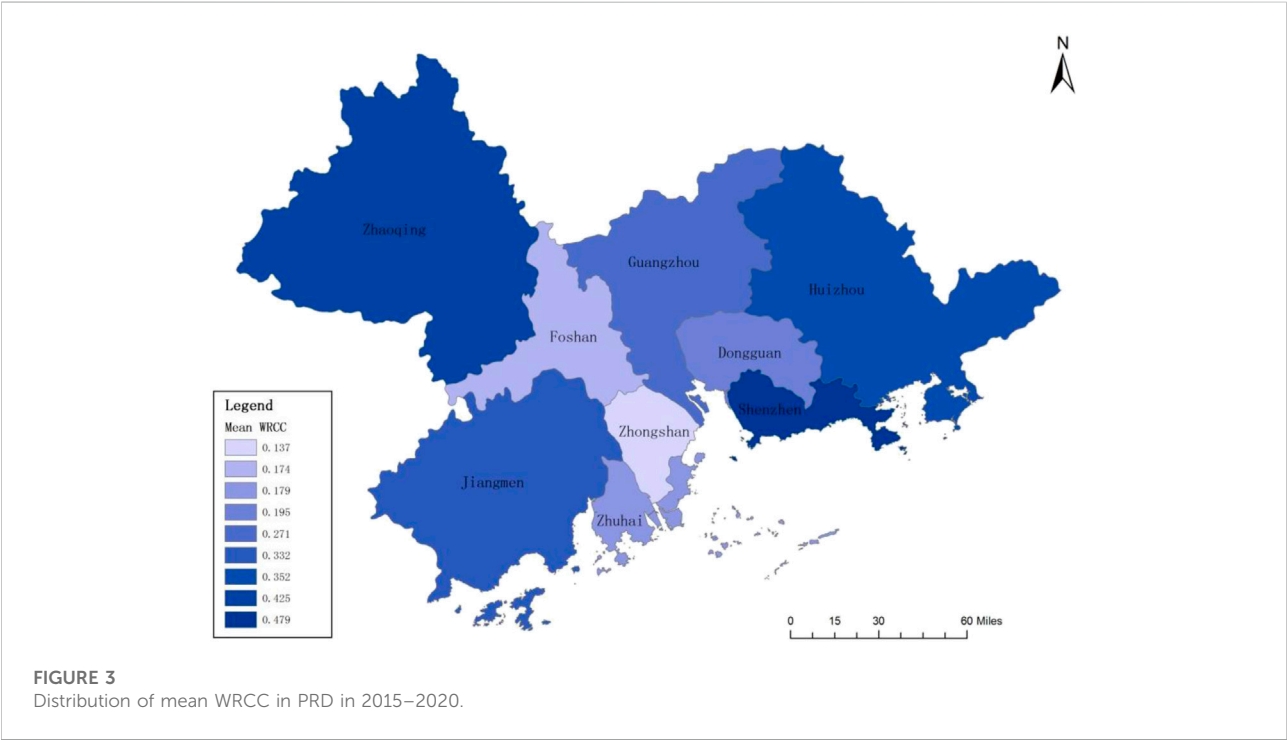 N
Zhaoqing
Guangzhou
Huizhou
Foshan
Dongguan
Shenzhen
Zhongshan
Jiangmen
Zhuhai
Legend
Mean WRCC
0.137
0.174
0.179
0.195
0.271
0.332
0.352
0.425
0.479
0 15 30 60 Miles
FIGURE 3
Distribution of mean WRCC in PRD in 2015–2020.